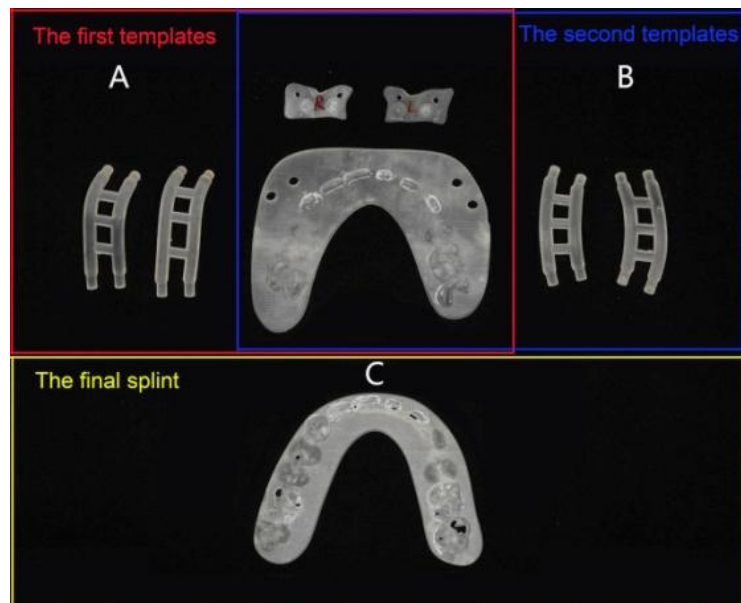 The first templates
The second templates
A
B
R
L
The final splint
C